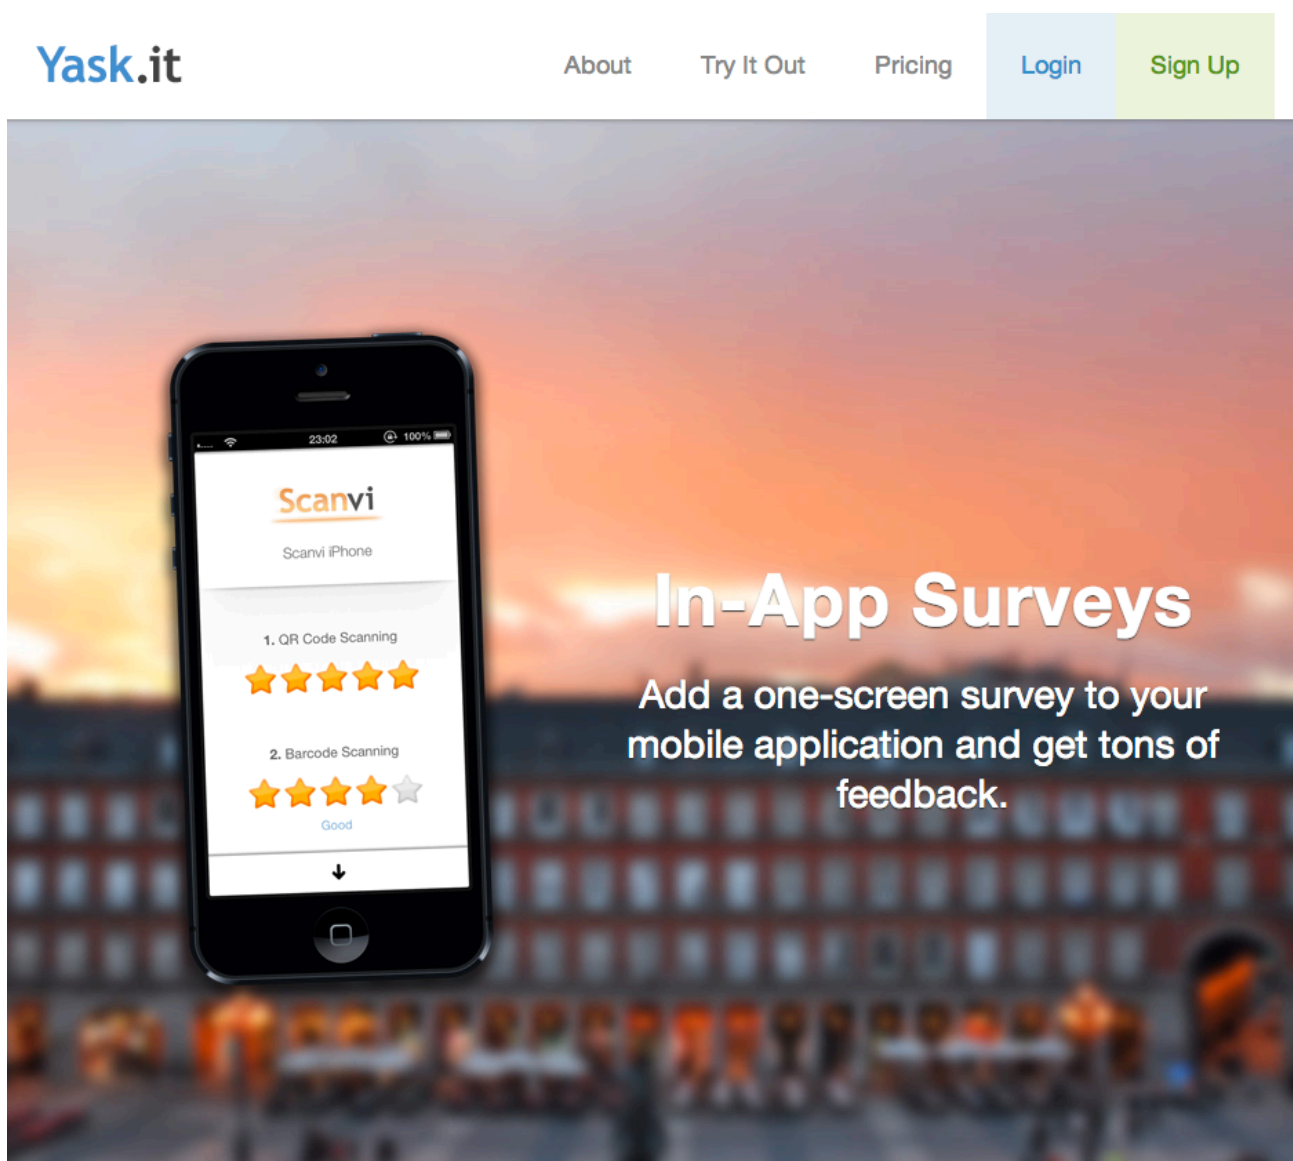 Yask.it
About
Try It Out
Pricing
Login
Sign Up
23:02
100%
Scanvi
Scanvi iPhone
1. QR Code Scanning
2. Barcode Scanning
Good
In-App Surveys
Add a one-screen survey to your
mobile application and get tons of
feedback.